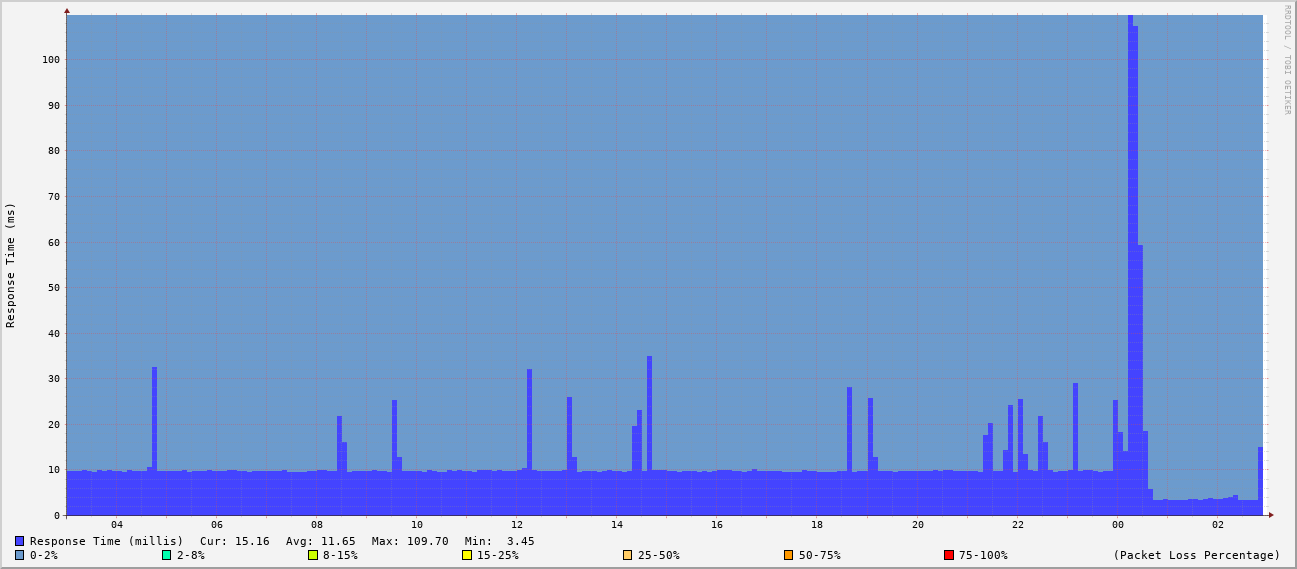 RRDTOOL / TOBI OETIKER
Response Time (ms)
100
90
80
70
60
50
40
30
20
10
0
04 06 08 10 12 14 16 18 20 22 00 02
Response Time (millis) Cur: 15.16 Avg: 11.65 Max: 109.70 Min: 3.45
0-2% 2-8% 8-15% 15-25% 25-50% 50-75% 75-100% (Packet Loss Percentage)